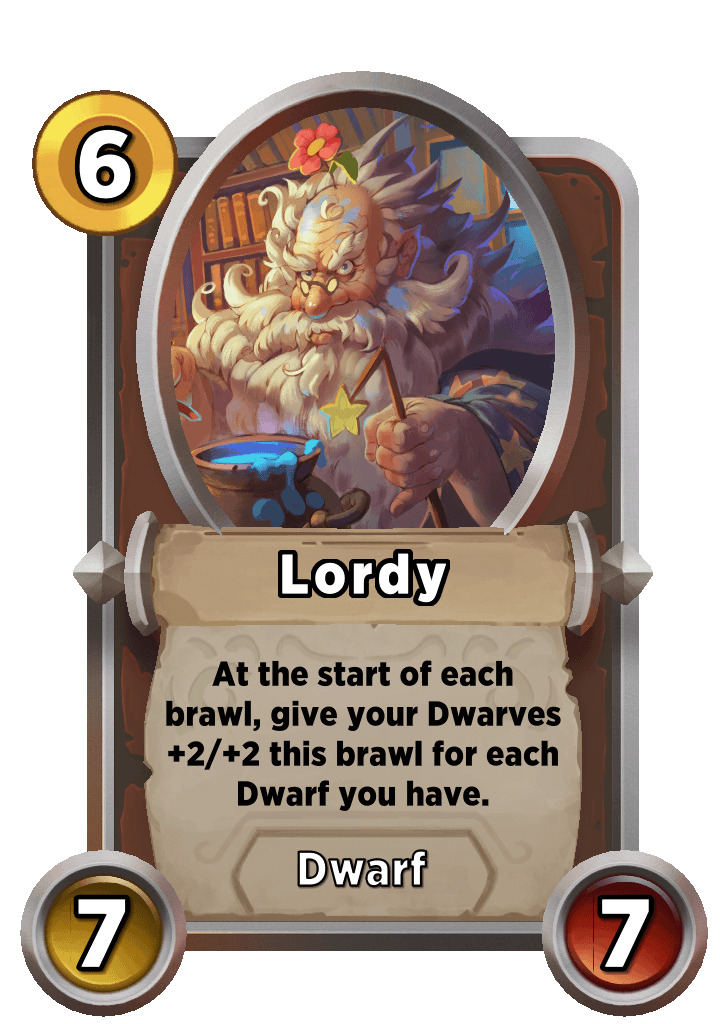 6
Lordy
At the start of each
brawl, give your Dwarves
+2/+2 this brawl for each
Dwarf you have.
Dwarf
7
7